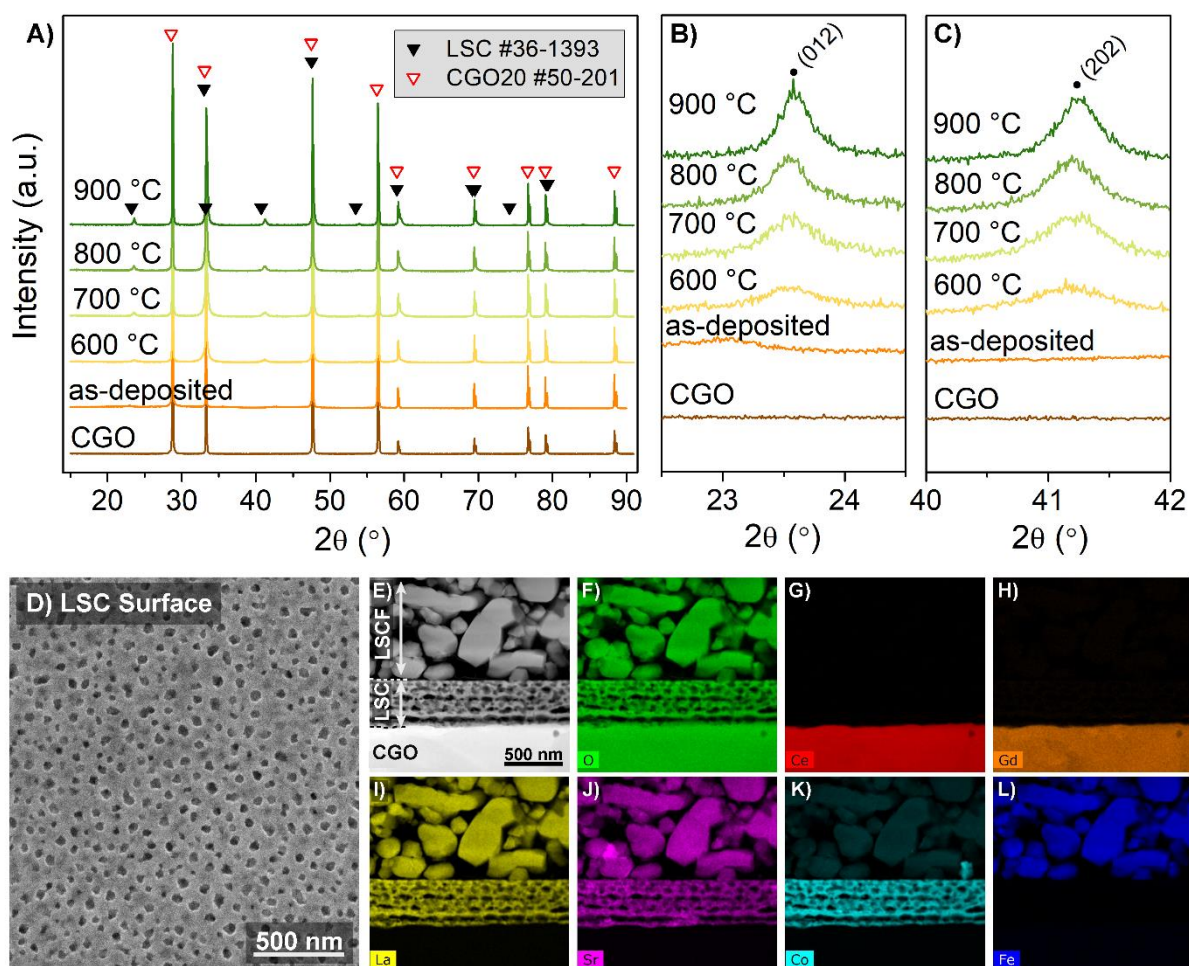 A)
LSC #36-1393
CGO20 #50-201
Intensity (a.u.)
900 °C
800 °C
700 °C
600 °C
as-deposited
CGO
20 30 40 50 60 70 80 90
2θ (°)
B)
(012)
900 °C
800 °C
700 °C
600 °C
as-deposited
CGO
23 24
2θ (°)
C)
(202)
900 °C
800 °C
700 °C
600 °C
as-deposited
CGO
40 41 42
2θ (°)
D) LSC Surface
500 nm
E)
LSCF
LSC
CGO
500 nm
F)
O
G)
Ce
H)
Gd
I)
La
J)
Sr
K)
Co
L)
Fe